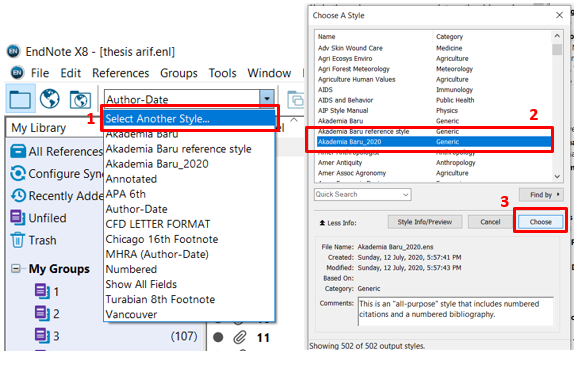 EndNote X8 - [thesis arif.enl]
File Edit References Groups Tools Window
Author-Date
1
Select Another Style...
My Library
Akademia Baru
All References
Akademia Baru reference style
Configure Sync
Akademia Baru_2020
Recently Added
Annotated
Unfiled
APA 6th
Trash
Author-Date
CFD LETTER FORMAT
My Groups
Chicago 16th Footnote
1
MHRA (Author-Date)
2
Numbered
3
Show All Fields
Turabian 8th Footnote
Vancouver
(107)
11
Choose A Style
Name Category
Adv Skin Wound Care Medicine
Agri Ecosys Enviro Agriculture
Agri Forest Meteorology Meteorology
Agriculture Human Values Agriculture
AIDS Immunology
AIDS and Behavior Public Health
AIP Style Manual Physics
Akademia Baru Generic
2
Akademia Baru reference style Generic
Akademia Baru_2020 Generic
Amer Anthropologist Anthropology
Amer Antiquity Anthropology
Amer Assoc Agronomy Agriculture
Quick Search
Find by
3
Less Info:
Style Info/Preview
Cancel
Choose
File Name: Akademia Baru_2020.ens
Created: Sunday, 12 July, 2020, 5:57:41 PM
Modified: Sunday, 12 July, 2020, 5:57:43 PM
Based On:
Category: Generic
Comments: This is an "all-purpose" style that includes numbered
citations and a numbered bibliography.
Showing 502 of 502 output styles.